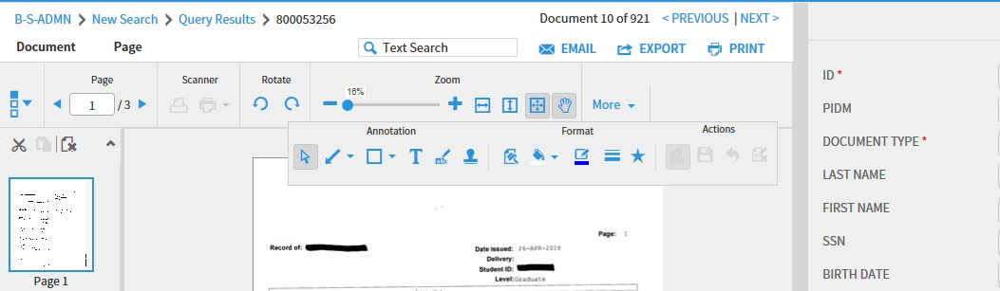 B-S-ADMN > New Search > Query Results > 800053256
Document 10 of 921 < PREVIOUS | NEXT >
Document Page
Text Search
EMAIL EXPORT PRINT
Page Scanner Rotate Zoom
1 / 3
16%
More
Annotation Format Actions
T
abc
Page 1
Page: 1
Record of:
Date Issued: 26-APR-2018
Delivery:
Student ID:
Level: Graduate
ID *
PIDM
DOCUMENT TYPE *
LAST NAME
FIRST NAME
SSN
BIRTH DATE